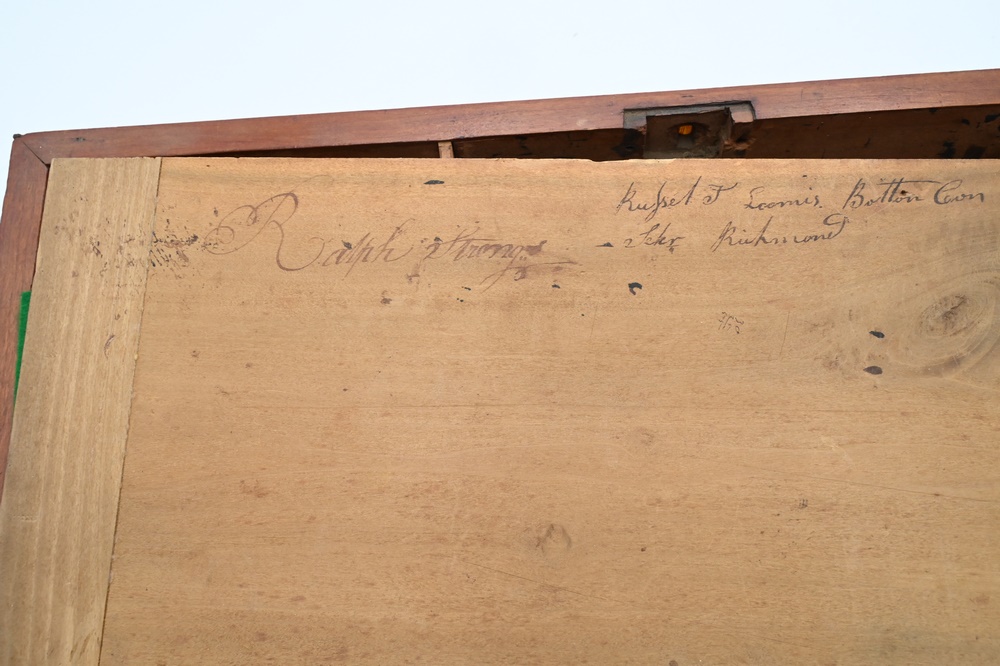 Ralph Strong
Russel T Loomis. Bolton Con
Richmond